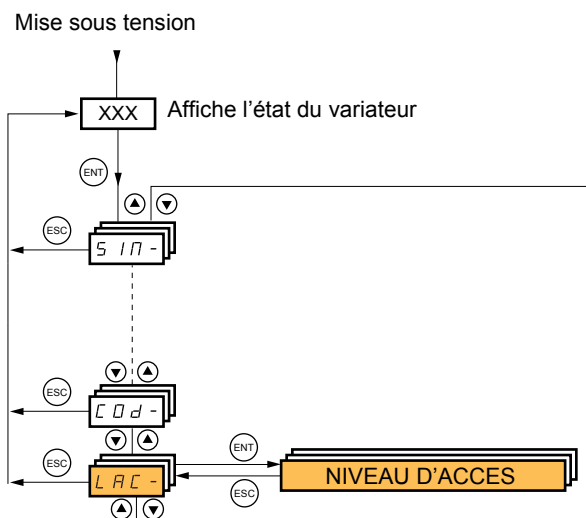 Mise sous tension
XXX
Affiche l'état du variateur
ENT
ESC
SIM-
ESC
COd-
ENT
ESC
LAC-
NIVEAU D'ACCES
ESC